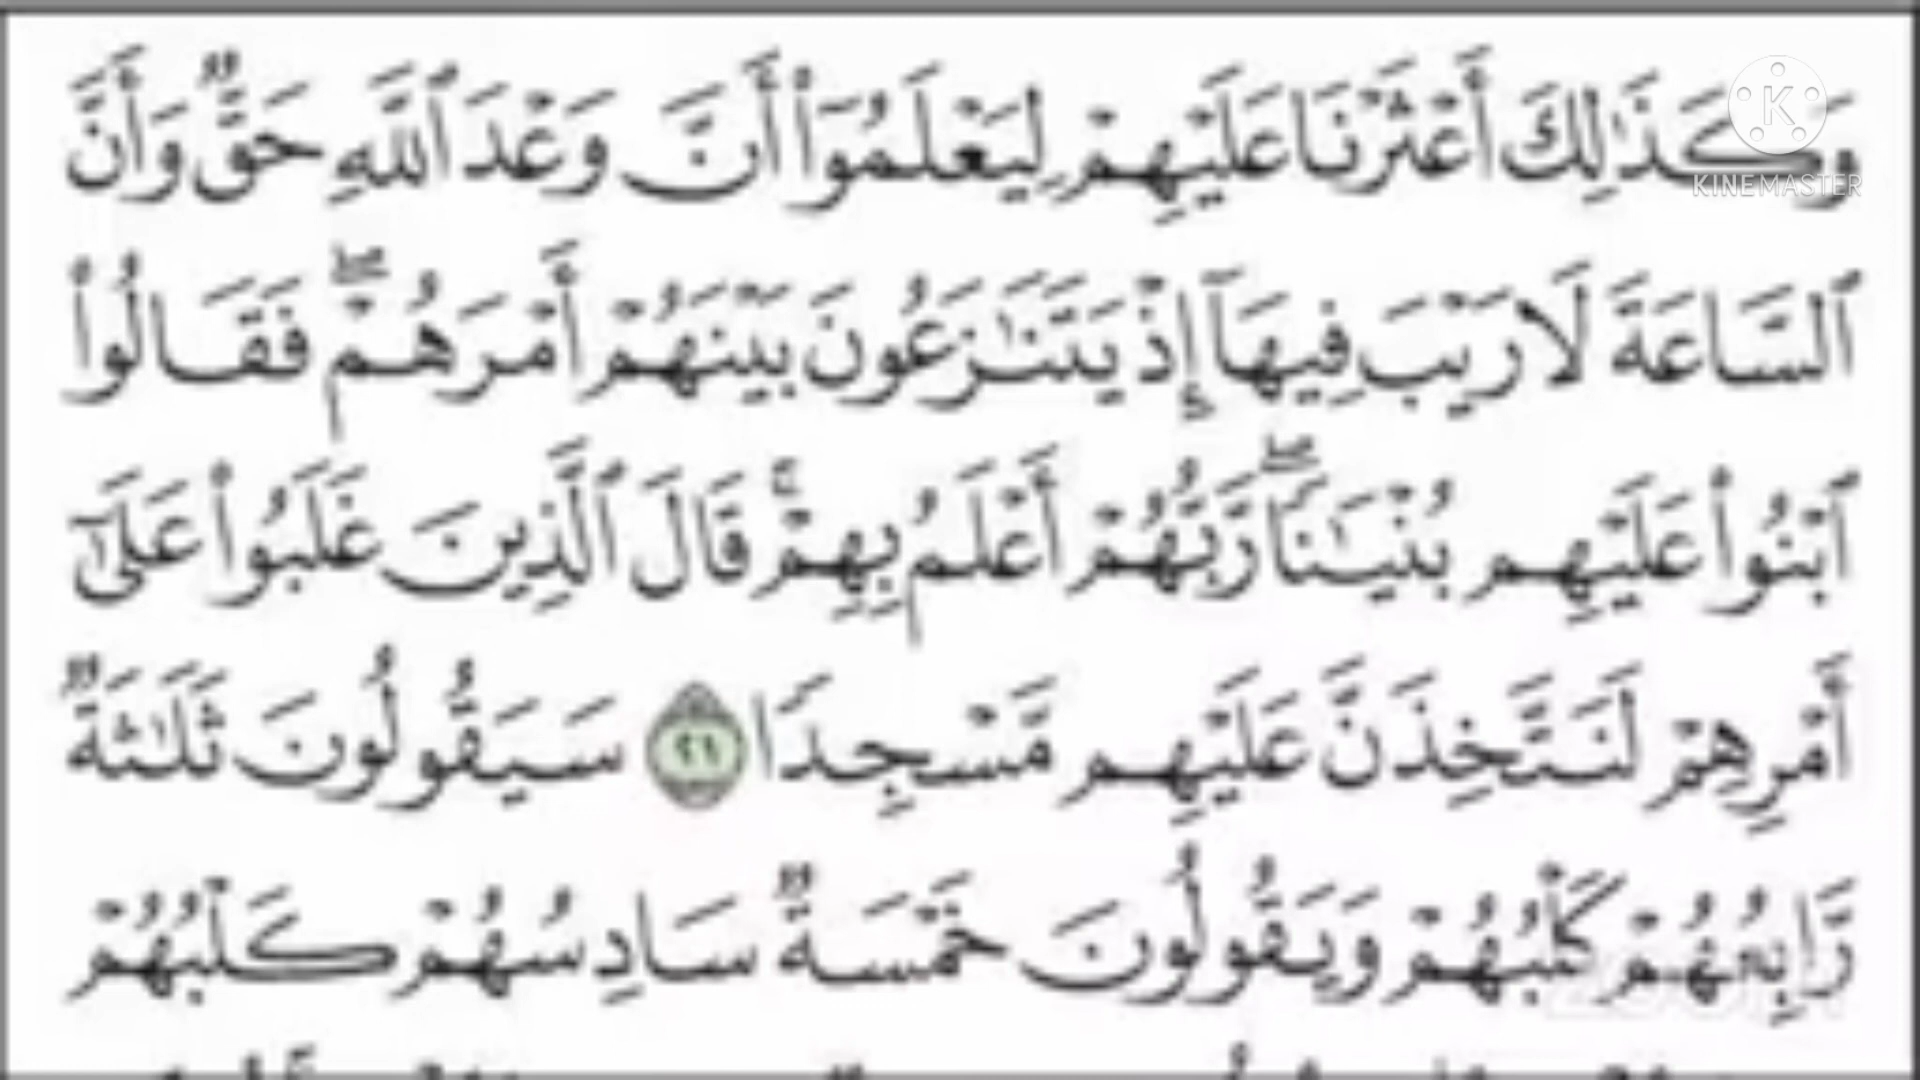 وَكَذَٰلِكَ أَعْثَرْنَا عَلَيْهِمْ لِيَعْلَمُوٓا۟ أَنَّ وَعْدَ ٱللَّهِ حَقٌّ وَأَنَّ
KINEMASTER
ٱلسَّاعَةَ لَا رَيْبَ فِيهَآ إِذْ يَتَنَٰزَعُونَ بَيْنَهُمْ أَمْرَهُمْ ۖ فَقَالُوا۟
ٱبْنُوا۟ عَلَيْهِم بُنْيَٰنًا ۖ رَّبُّهُمْ أَعْلَمُ بِهِمْ ۚ قَالَ ٱلَّذِينَ غَلَبُوا۟ عَلَىٰٓ
أَمْرِهِمْ لَنَتَّخِذَنَّ عَلَيْهِم مَّسْجِدًا ٢١ سَيَقُولُونَ ثَلَٰثَةٌ
رَّابِعُهُمْ كَلْبُهُمْ وَيَقُولُونَ خَمْسَةٌ سَادِسُهُمْ كَلْبُهُمْ